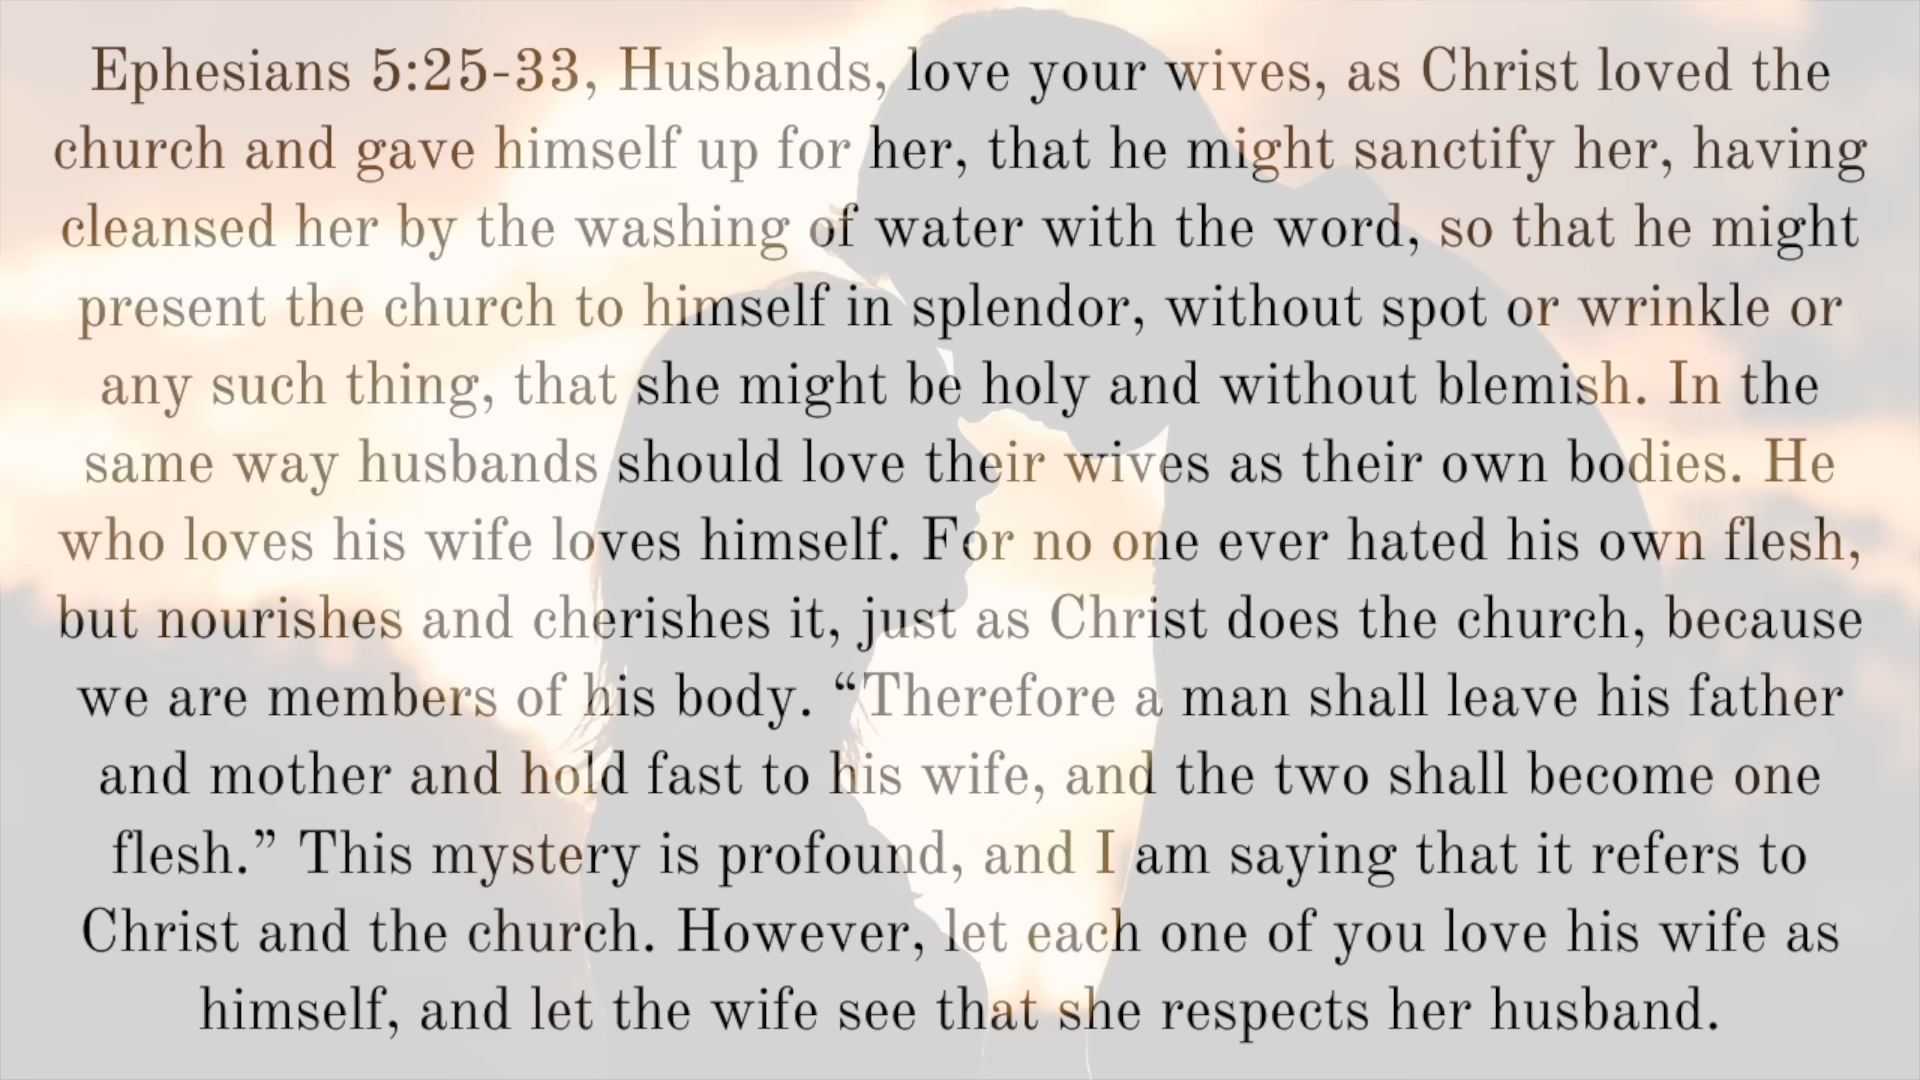 Ephesians 5:25-33, Husbands, love your wives, as Christ loved the
church and gave himself up for her, that he might sanctify her, having
cleansed her by the washing of water with the word, so that he might
present the church to himself in splendor, without spot or wrinkle or
any such thing, that she might be holy and without blemish. In the
same way husbands should love their wives as their own bodies. He
who loves his wife loves himself. For no one ever hated his own flesh,
but nourishes and cherishes it, just as Christ does the church, because
we are members of his body. “Therefore a man shall leave his father
and mother and hold fast to his wife, and the two shall become one
flesh.” This mystery is profound, and I am saying that it refers to
Christ and the church. However, let each one of you love his wife as
himself, and let the wife see that she respects her husband.